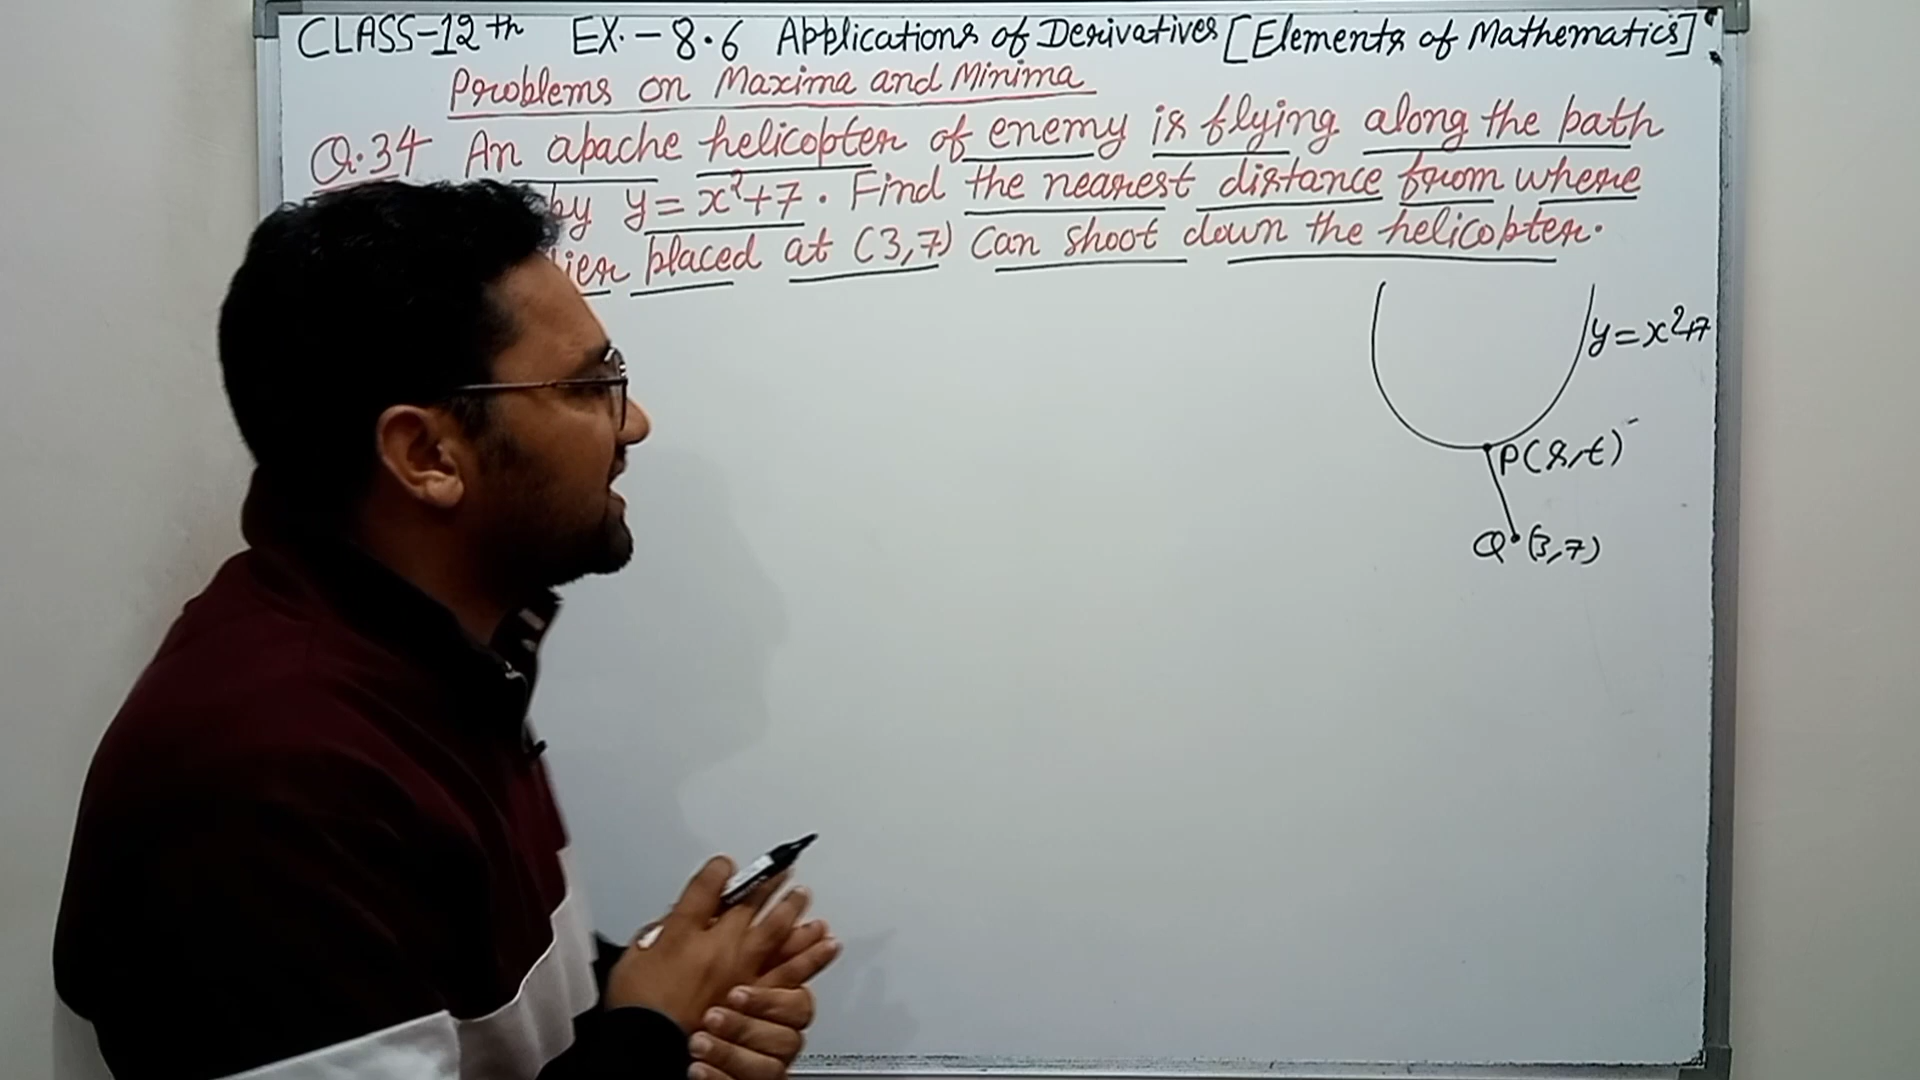 CLASS-12th EX.-8.6 Applications of Derivatives [Elements of Mathematics]
Problems on Maxima and Minima
Q.34 An apache helicopter of enemy is flying along the path
by y=x²+7. Find the nearest distance from where
placed at (3,7) can shoot down the helicopter.
y=x²+7
P(s,t)
Q (3,7)